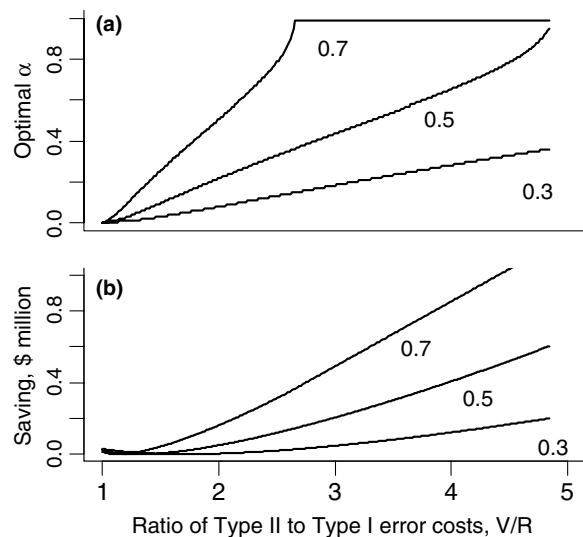 (a)
0.8
0.4
0.0
Optimal α
0.7
0.5
0.3
(b)
0.8
0.4
0.0
Saving, $ million
0.7
0.5
0.3
1 2 3 4 5
Ratio of Type II to Type I error costs, V/R